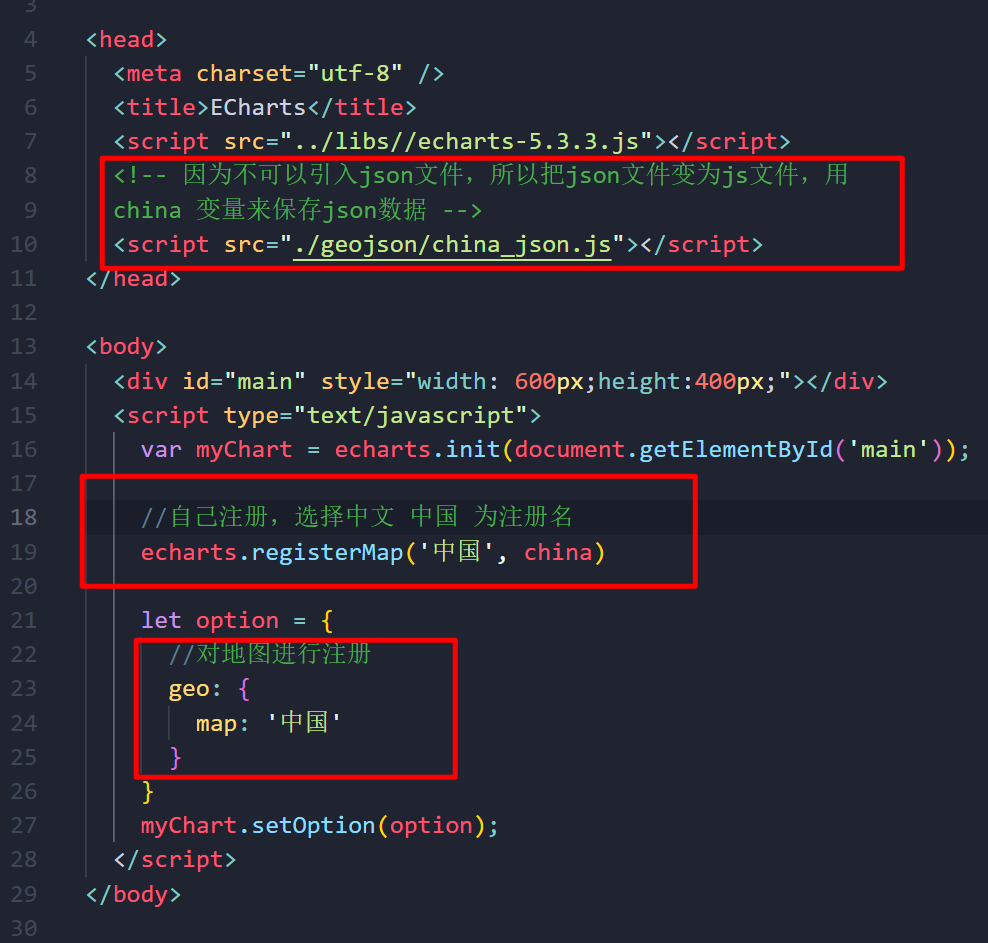 3
4 <head>
5 <meta charset="utf-8" />
6 <title>ECharts</title>
7 <script src="../libs//echarts-5.3.3.js"></script>
8 <!-- 因为不可以引入json文件，所以把json文件变为js文件，用
9 china 变量来保存json数据 -->
10 <script src="./geojson/china_json.js"></script>
11 </head>
12
13 <body>
14 <div id="main" style="width: 600px;height:400px;"></div>
15 <script type="text/javascript">
16 var myChart = echarts.init(document.getElementById('main'));
17
18 //自己注册，选择中文 中国 为注册名
19 echarts.registerMap('中国', china)
20
21 let option = {
22 //对地图进行注册
23 geo: {
24 map: '中国'
25 }
26 }
27 myChart.setOption(option);
28 </script>
29 </body>
30